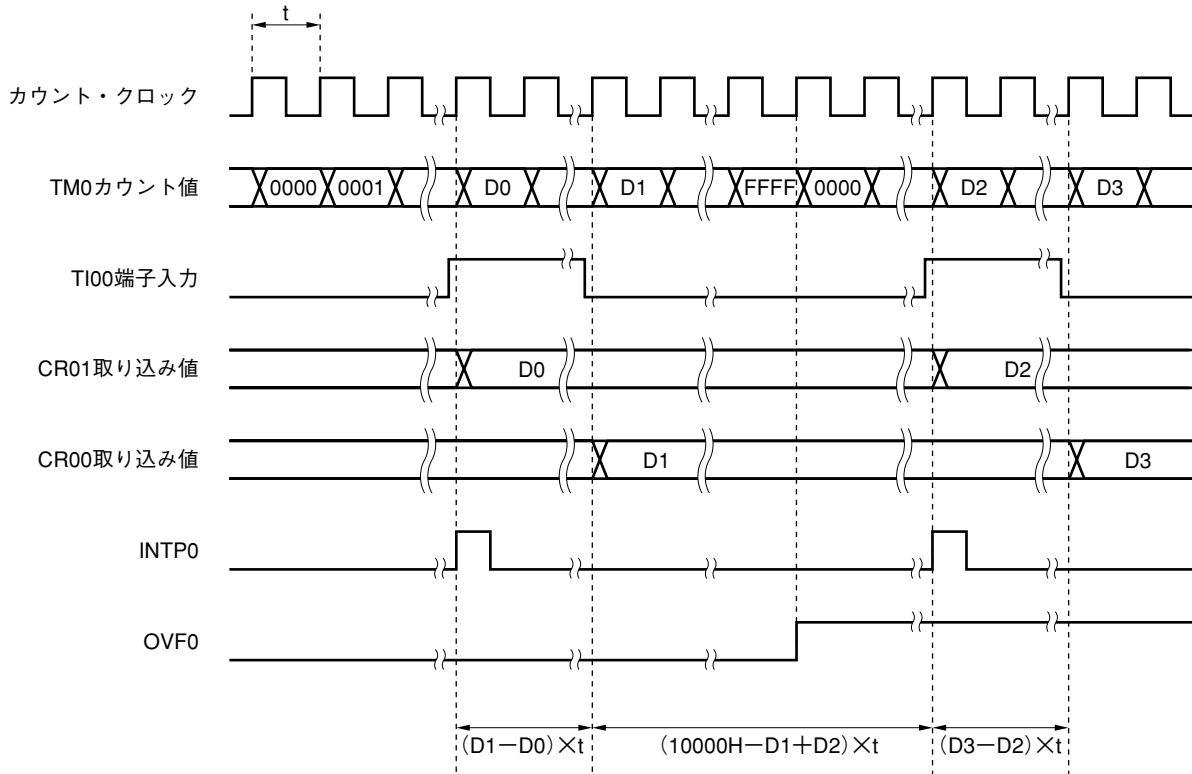 t
カウント・クロック
TM0カウント値
0000 0001 D0 D1 FFFF 0000 D2 D3
TI00端子入力
CR01取り込み値
D0 D2
CR00取り込み値
D1 D3
INTP0
OVF0
(D1－D0)×t (10000H－D1＋D2)×t (D3－D2)×t